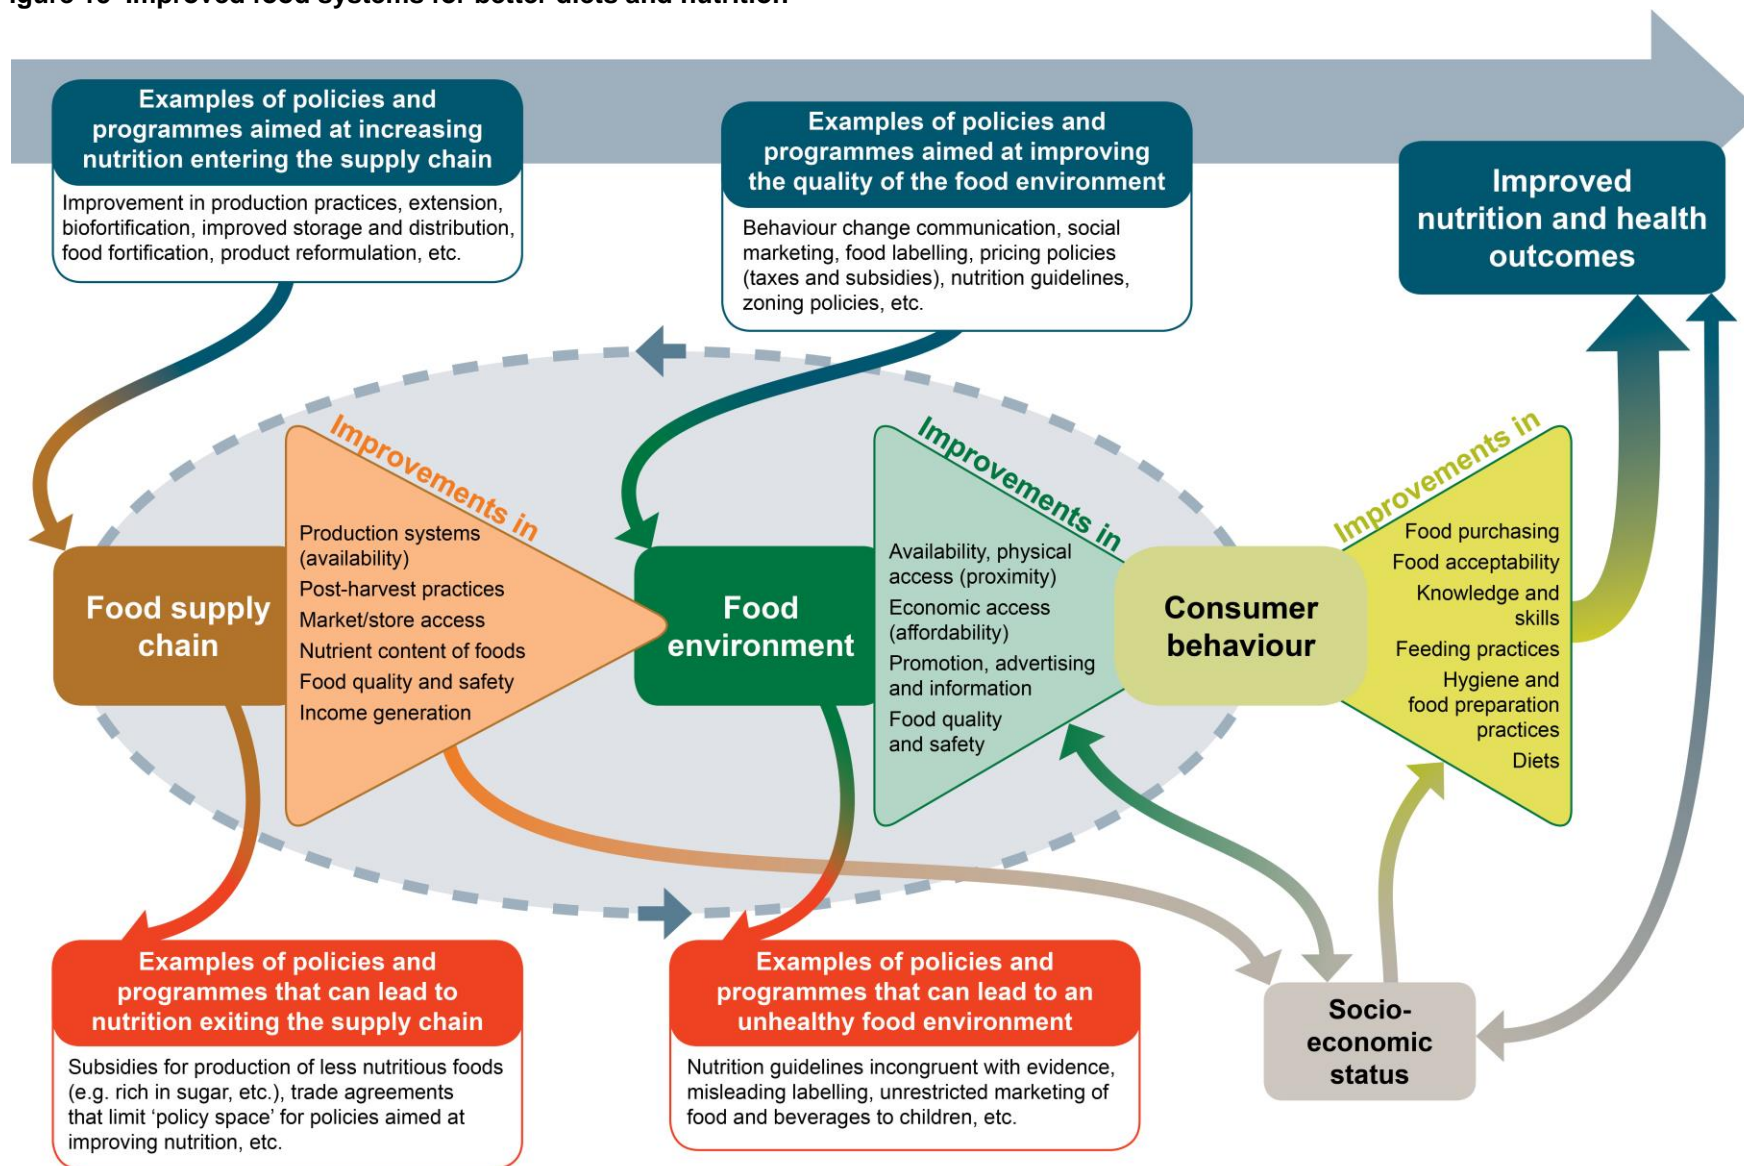 igure 10 Improved food systems for better diets and nutrition
Examples of policies and
programmes aimed at increasing
nutrition entering the supply chain
Improvement in production practices, extension,
biofortification, improved storage and distribution,
food fortification, product reformulation, etc.
Examples of policies and
programmes aimed at improving
the quality of the food environment
Behaviour change communication, social
marketing, food labelling, pricing policies
(taxes and subsidies), nutrition guidelines,
zoning policies, etc.
Improved
nutrition and health
outcomes
Food supply
chain
Improvements in
Production systems
(availability)
Post-harvest practices
Market/store access
Nutrient content of foods
Food quality and safety
Income generation
Food
environment
Improvements in
Availability, physical
access (proximity)
Economic access
(affordability)
Promotion, advertising
and information
Food quality
and safety
Consumer
behaviour
Improvements in
Food purchasing
Food acceptability
Knowledge and
skills
Feeding practices
Hygiene and
food preparation
practices
Diets
Examples of policies and
programmes that can lead to
nutrition exiting the supply chain
Subsidies for production of less nutritious foods
(e.g. rich in sugar, etc.), trade agreements
that limit ‘policy space’ for policies aimed at
improving nutrition, etc.
Examples of policies and
programmes that can lead to an
unhealthy food environment
Nutrition guidelines incongruent with evidence,
misleading labelling, unrestricted marketing of
food and beverages to children, etc.
Socio-
economic
status